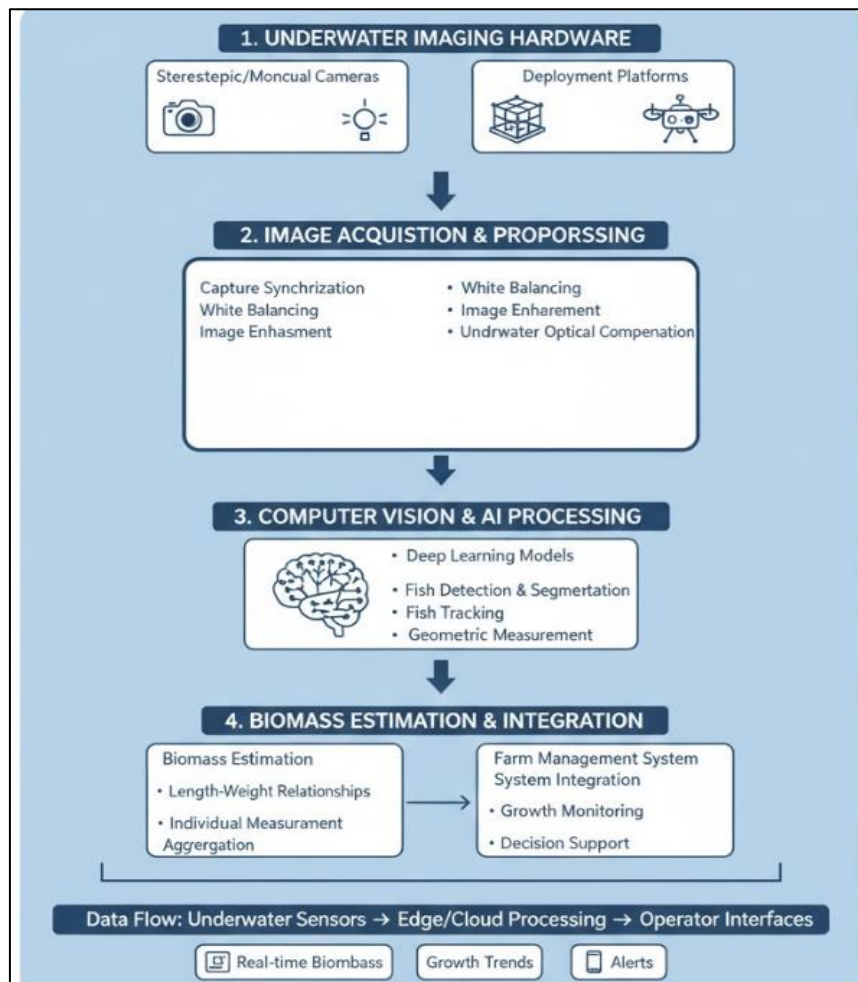 1. UNDERWATER IMAGING HARDWARE
Sterestepic/Moncual Cameras
Deployment Platforms
2. IMAGE ACQUISTION & PROPORSSING
Capture Synchrization
White Balancing
Image Enhasment
• White Balancing
• Image Enharement
• Undrwater Optical Compenation
3. COMPUTER VISION & AI PROCESSING
• Deep Learning Models
• Fish Detection & Segmertation
• Fish Tracking
• Geometric Measurement
4. BIOMASS ESTIMATION & INTEGRATION
Biomass Estimation
• Length-Weight Relationships
• Individual Measurament
Aggrergation
Farm Management System
System Integration
• Growth Monitoring
• Decision Support
Data Flow: Underwater Sensors → Edge/Cloud Processing → Operator Interfaces
Real-time Biombass
Growth Trends
Alerts